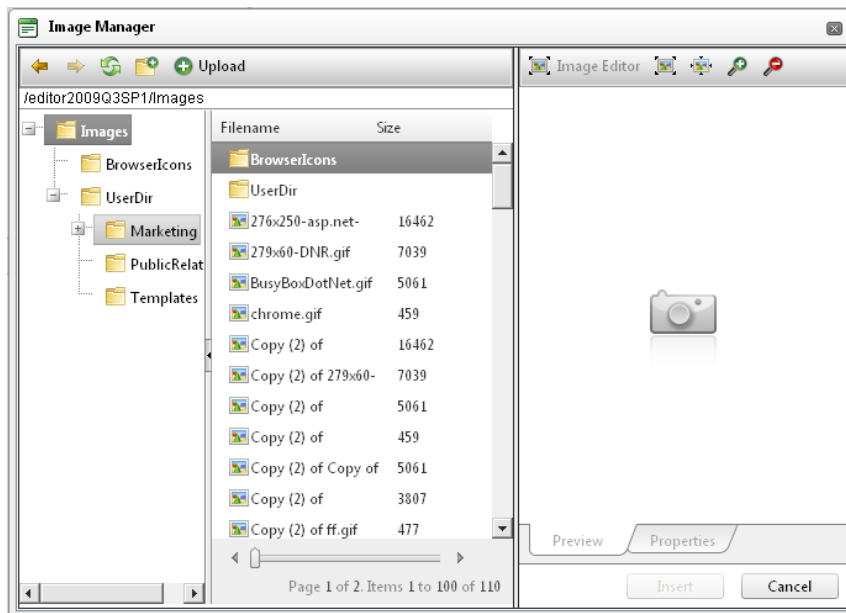 Image Manager
Upload
Image Editor
/editor2009Q3SP1/Images
Images
BrowserIcons
UserDir
Marketing
PublicRelat
Templates
Filename Size
BrowserIcons
UserDir
276x250-asp.net- 16462
279x60-DNR.gif 7039
BusyBoxDotNet.gif 5061
chrome.gif 459
Copy (2) of 16462
Copy (2) of 279x60- 7039
Copy (2) of 5061
Copy (2) of 459
Copy (2) of Copy of 5061
Copy (2) of 3807
Copy (2) of ff.gif 477
Page 1 of 2. Items 1 to 100 of 110
Preview Properties
Insert Cancel